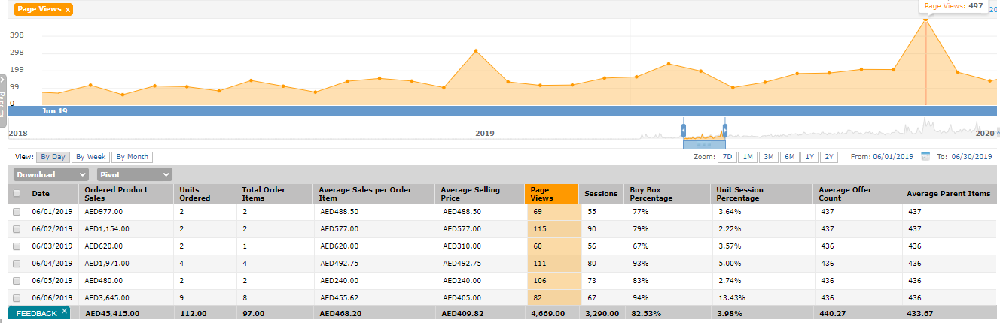 Page Views x
Page Views: 497
20
398
298
199
99
0
Jun 19
2018 2019 2020
View: By Day By Week By Month Zoom: 7D 1M 3M 6M 1Y 2Y From: 06/01/2019 To: 06/30/2019
Download Pivot
Date Ordered Product Sales Units Ordered Total Order Items Average Sales per Order Item Average Selling Price Page Views Sessions Buy Box Percentage Unit Session Percentage Average Offer Count Average Parent Items
06/01/2019 AED977.00 2 2 AED488.50 AED488.50 69 55 77% 3.64% 437 437
06/02/2019 AED1,154.00 2 2 AED577.00 AED577.00 115 90 79% 2.22% 437 437
06/03/2019 AED620.00 2 1 AED620.00 AED310.00 60 56 67% 3.57% 436 436
06/04/2019 AED1,971.00 4 4 AED492.75 AED492.75 111 80 93% 5.00% 436 436
06/05/2019 AED480.00 2 2 AED240.00 AED240.00 106 73 83% 2.74% 436 436
06/06/2019 AED3,645.00 9 8 AED455.62 AED405.00 82 67 94% 13.43% 436 436
FEEDBACK X AED45,415.00 112.00 97.00 AED468.20 AED409.82 4,669.00 3,290.00 82.53% 3.98% 440.27 433.67